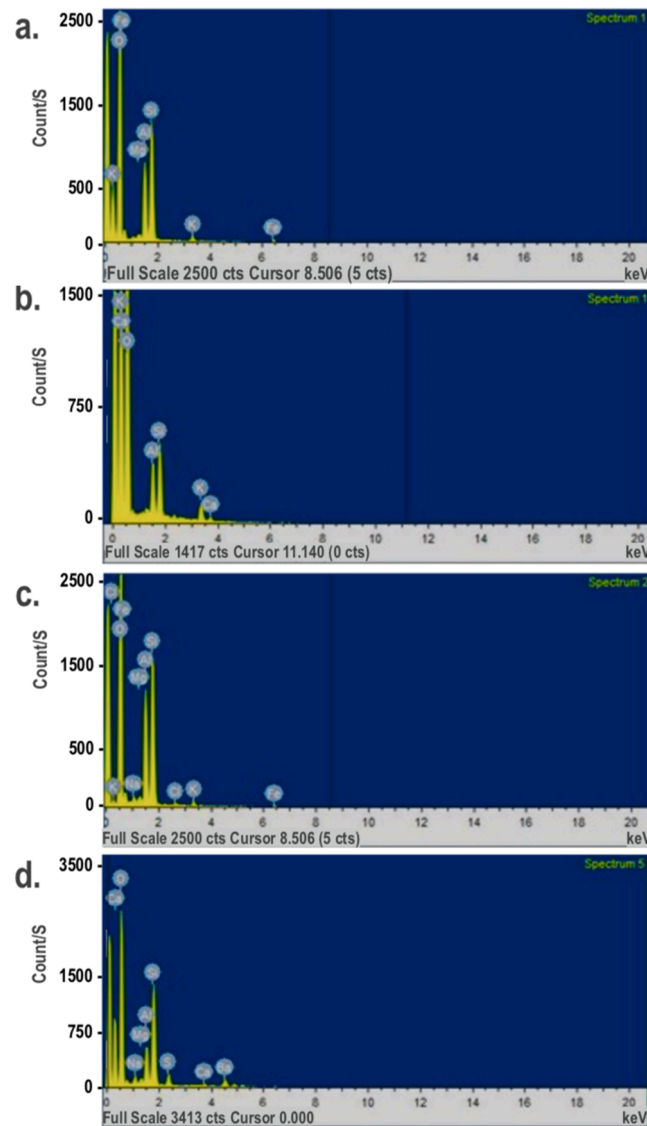 a.
Spectrum 1
Count/S
2500
1500
500
0
Fe
O
Si
Al
Mg
K
K
Fe
0 2 4 6 8 10 12 14 16 18 20
Full Scale 2500 cts Cursor 8.506 (5 cts) keV
b.
Spectrum 1
Count/S
1500
750
0
K
Ca
O
Si
Al
K
Ca
0 2 4 6 8 10 12 14 16 18 20
Full Scale 1417 cts Cursor 11.140 (0 cts) keV
c.
Spectrum 2
Count/S
2500
1500
500
0
Fe
O
Si
Al
Mg
K
Na
K
Fe
0 2 4 6 8 10 12 14 16 18 20
Full Scale 2500 cts Cursor 8.506 (5 cts) keV
d.
Spectrum 5
Count/S
3500
1500
750
0
O
Ca
Si
Al
Mg
Na
S
Ca
0 2 4 6 8 10 12 14 16 18 20
Full Scale 3413 cts Cursor 0.000 keV